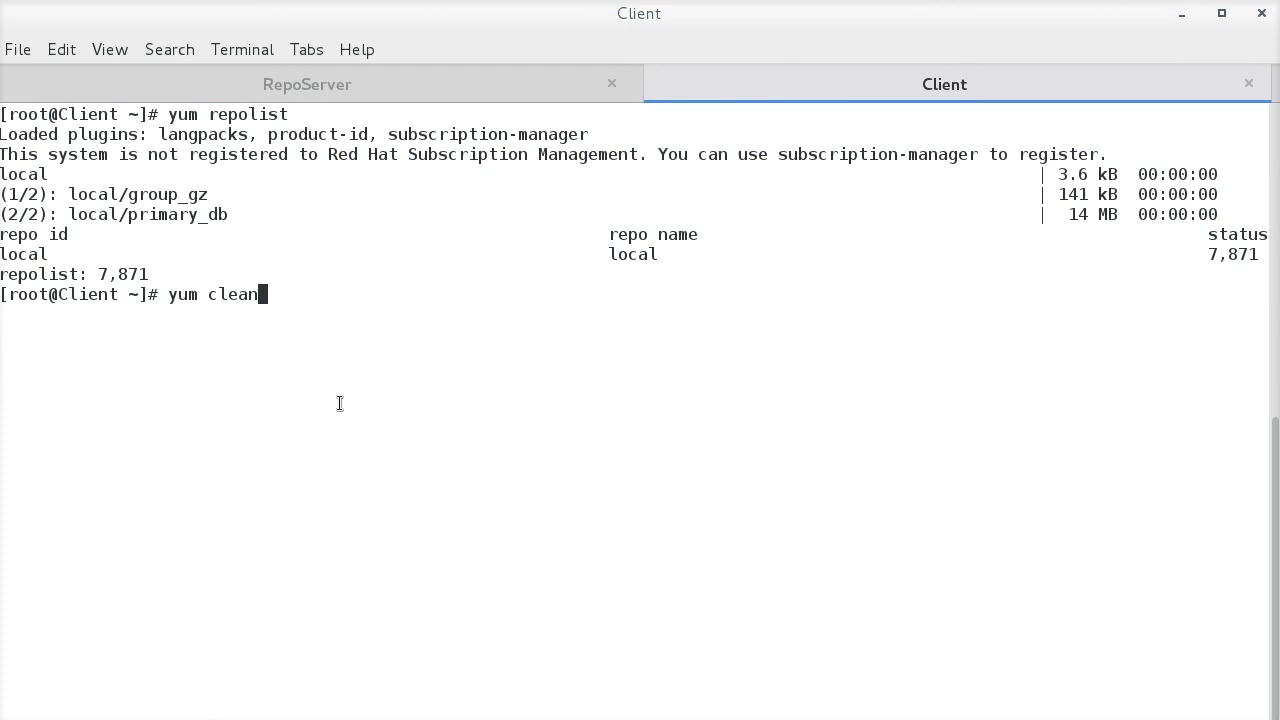 Client
File Edit View Search Terminal Tabs Help
RepoServer × Client ×
[root@Client ~]# yum repolist
Loaded plugins: langpacks, product-id, subscription-manager
This system is not registered to Red Hat Subscription Management. You can use subscription-manager to register.
local | 3.6 kB 00:00:00
(1/2): local/group_gz | 141 kB 00:00:00
(2/2): local/primary_db | 14 MB 00:00:00
repo id repo name status
local local 7,871
repolist: 7,871
[root@Client ~]# yum clean